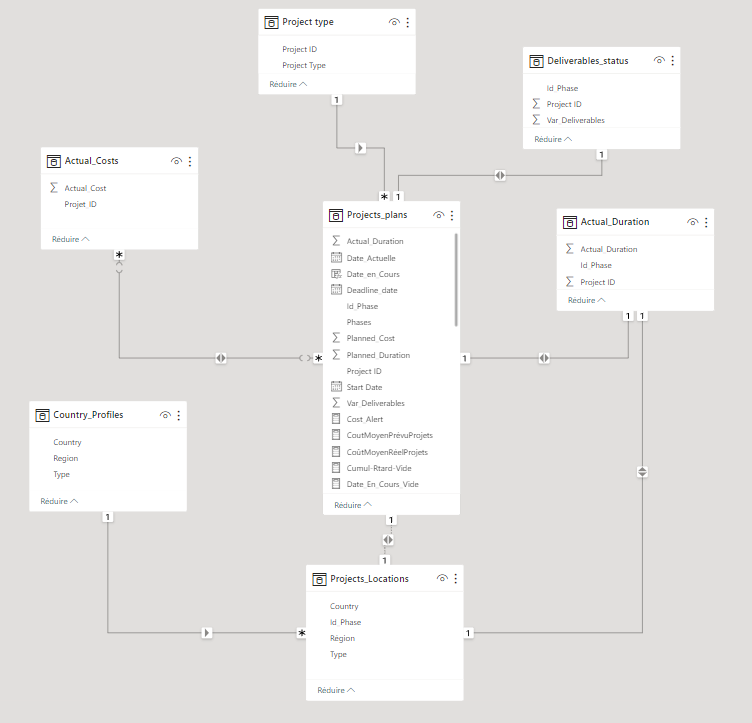 Project type
Project ID
Project Type
Réduire
1
Deliverables_status
Id_Phase
Project ID
Var_Deliverables
Réduire
1
Actual_Costs
Actual_Cost
Projet_ID
Réduire
*
* 1
Projects_plans
Actual_Duration
Date_Actuelle
Date_en_Cours
Deadline_date
Id_Phase
Phases
Planned_Cost
Planned_Duration
Project ID
Start Date
Var_Deliverables
Cost_Alert
CoutMoyenPrévuProjets
CoûtMoyenRéelProjets
Cumul-Rtard-Vide
Date_En_Cours_Vide
Réduire
* 1
1
Actual_Duration
Actual_Duration
Id_Phase
Project ID
Réduire
1 1
Country_Profiles
Country
Region
Type
Réduire
1
1
Projects_Locations
Country
Id_Phase
Région
Type
Réduire
* 1